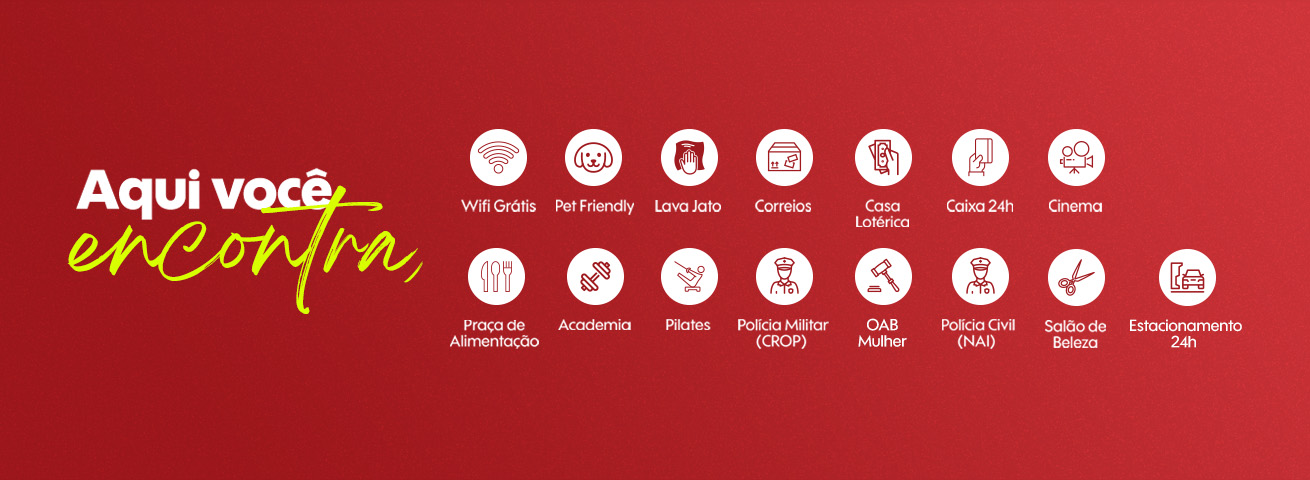 Aqui você
encontra,
Wifi Grátis
Pet Friendly
Lava Jato
Correios
Casa
Lotérica
Caixa 24h
Cinema
Praça de
Alimentação
Academia
Pilates
Polícia Militar
(CROP)
OAB
Mulher
Polícia Civil
(NAI)
Salão de
Beleza
Estacionamento
24h